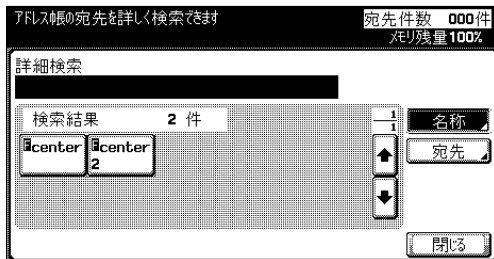 アドレス帳の宛先を詳しく検索できます
宛先件数 000件
メモリ残量100%
詳細検索
検索結果 2 件
1/1
名称
center
center 2
宛先
閉じる